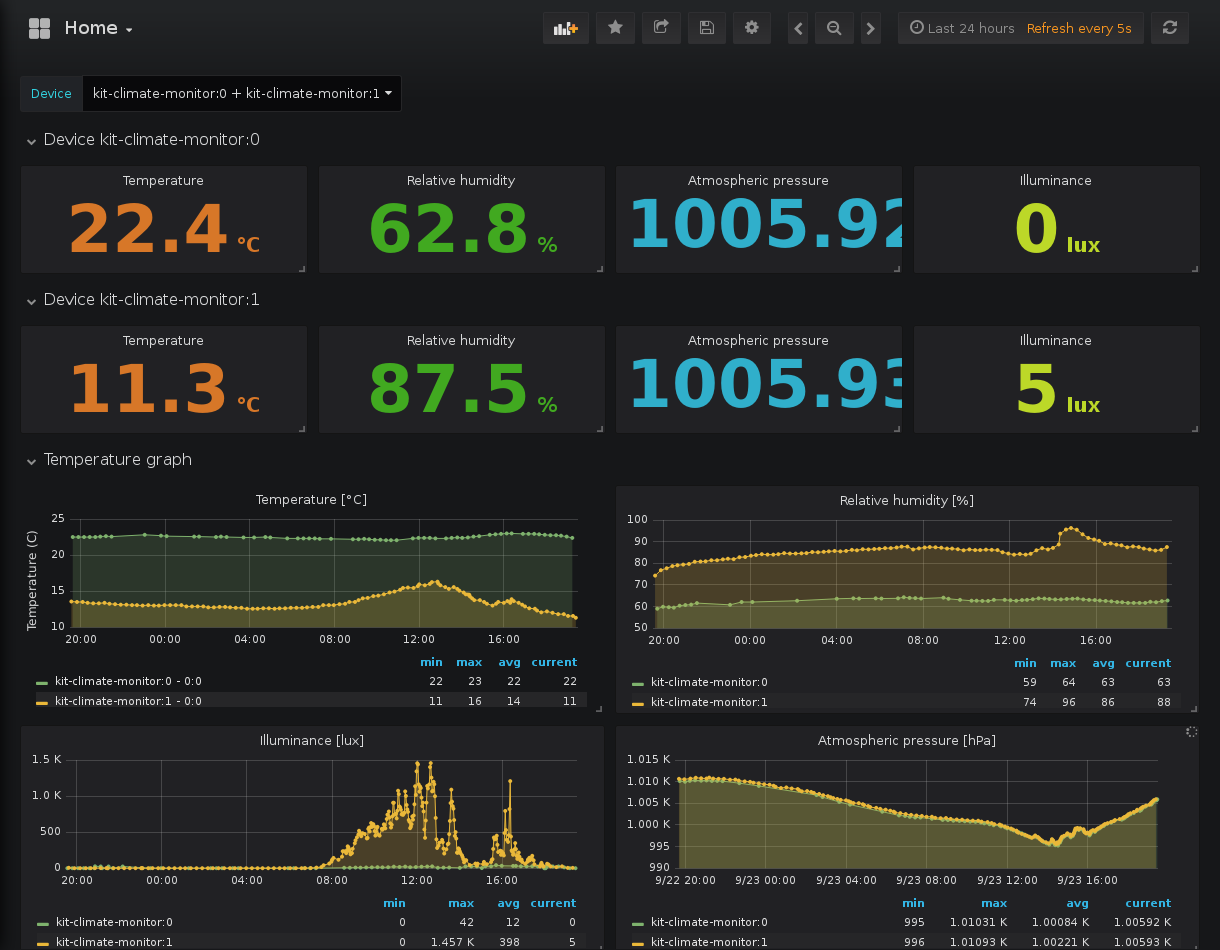 Home
Last 24 hours Refresh every 5s
Device kit-climate-monitor:0 + kit-climate-monitor:1
Device kit-climate-monitor:0
Temperature Relative humidity Atmospheric pressure Illuminance
22.4 °C 62.8 % 1005.92 0 lux
Device kit-climate-monitor:1
Temperature Relative humidity Atmospheric pressure Illuminance
11.3 °C 87.5 % 1005.93 5 lux
Temperature graph
Temperature [°C]
Temperature (C)
25
20
15
10
20:00 00:00 04:00 08:00 12:00 16:00
min max avg current
kit-climate-monitor:0 - 0:0 22 23 22 22
kit-climate-monitor:1 - 0:0 11 16 14 11
Relative humidity [%]
100
90
80
70
60
50
20:00 00:00 04:00 08:00 12:00 16:00
min max avg current
kit-climate-monitor:0 59 64 63 63
kit-climate-monitor:1 74 96 86 88
Illuminance [lux]
1.5 K
1.0 K
500
0
20:00 00:00 04:00 08:00 12:00 16:00
min max avg current
kit-climate-monitor:0 0 42 12 0
kit-climate-monitor:1 0 1.457 K 398 5
Atmospheric pressure [hPa]
1.015 K
1.010 K
1.005 K
1.000 K
995
990
9/22 20:00 9/23 00:00 9/23 04:00 9/23 08:00 9/23 12:00 9/23 16:00
min max avg current
kit-climate-monitor:0 995 1.01031 K 1.00084 K 1.00592 K
kit-climate-monitor:1 996 1.01093 K 1.00221 K 1.00593 K